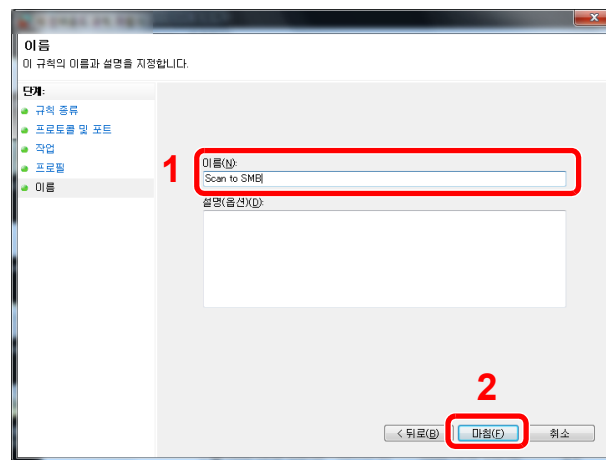 이름
이 규칙의 이름과 설명을 지정합니다.
단계:
규칙 종류
프로토콜 및 포트
작업
프로필
이름
1
이름(N):
Scan to SMB
설명(옵션)(D):
2
< 뒤로(B)
마침(F)
취소